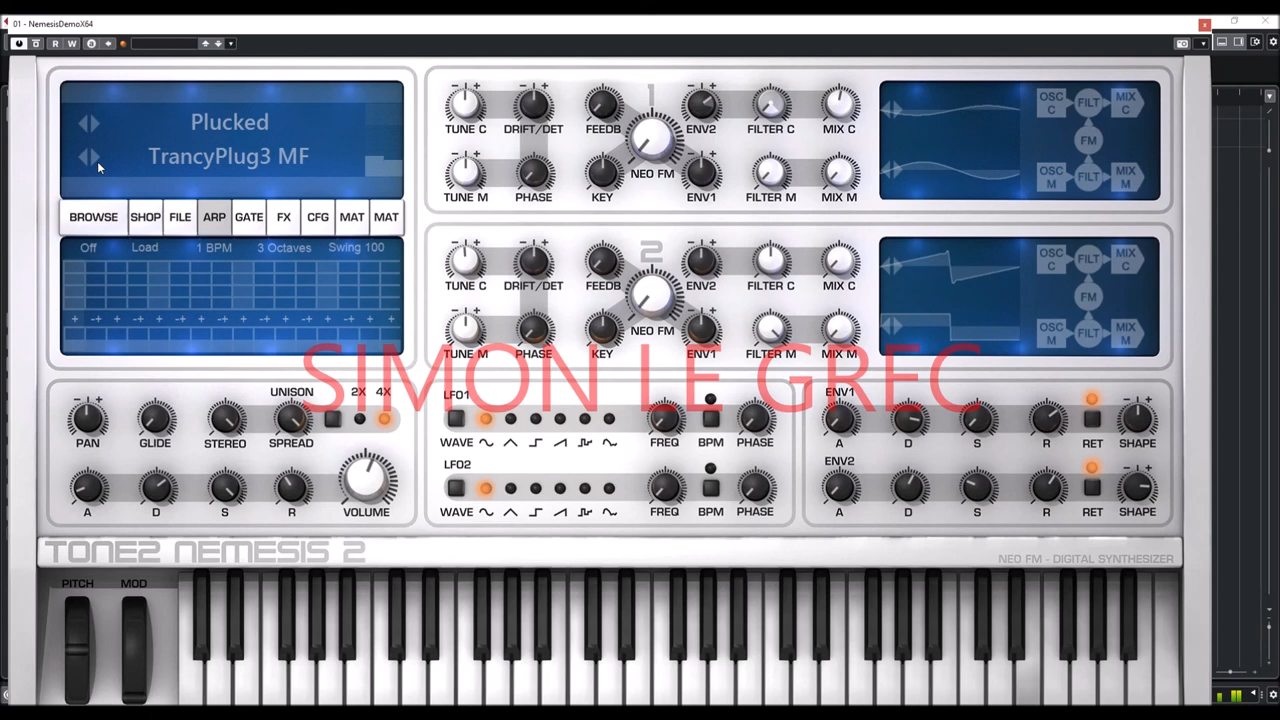 01 - NemesisDemoX64
R W
Plucked
TrancyPlug3 MF
BROWSE SHOP FILE ARP GATE FX CFG MAT MAT
Off Load 1 BPM 3 Octaves Swing 100
1
TUNE C DRIFT/DET FEEDB ENV2 FILTER C MIX C
NEO FM
TUNE M PHASE KEY ENV1 FILTER M MIX M
OSC C FILT MIX C
FM
OSC M FILT MIX M
2
TUNE C DRIFT/DET FEEDB ENV2 FILTER C MIX C
NEO FM
TUNE M PHASE KEY ENV1 FILTER M MIX M
OSC C FILT MIX C
FM
OSC M FILT MIX M
SIMON LE GREC
UNISON 2X 4X
PAN GLIDE STEREO SPREAD
A D S R VOLUME
LFO1
WAVE FREQ BPM PHASE
LFO2
WAVE FREQ BPM PHASE
ENV1
A D S R RET SHAPE
ENV2
A D S R RET SHAPE
TONE2 NEMESIS 2
NEO FM - DIGITAL SYNTHESIZER
PITCH MOD